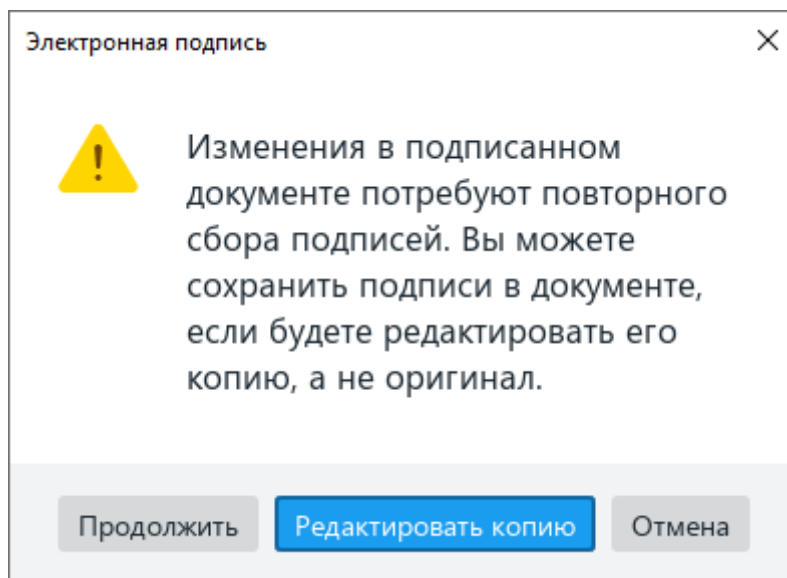 Электронная подпись
Изменения в подписанном
документе потребуют повторного
сбора подписей. Вы можете
сохранить подписи в документе,
если будете редактировать его
копию, а не оригинал.
Продолжить Редактировать копию Отмена